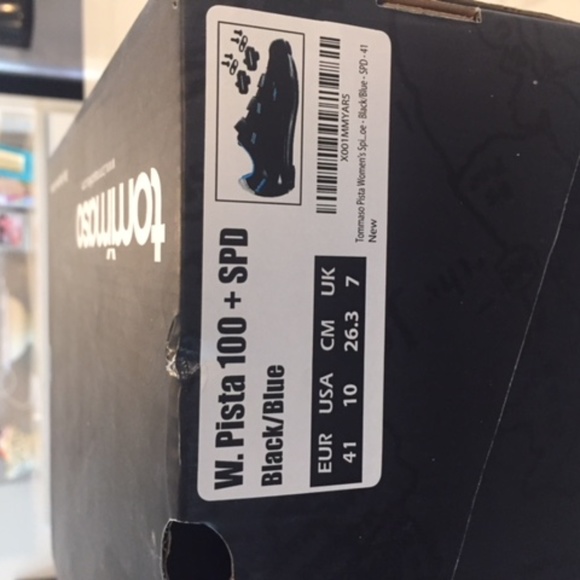 tommaso
W. Pista 100 + SPD
Black/Blue
EUR USA CM UK
41 10 26.3 7
X001MMYAR5
Tommaso Pista Women's Spi...oe - Black/Blue - SPD - 41
New